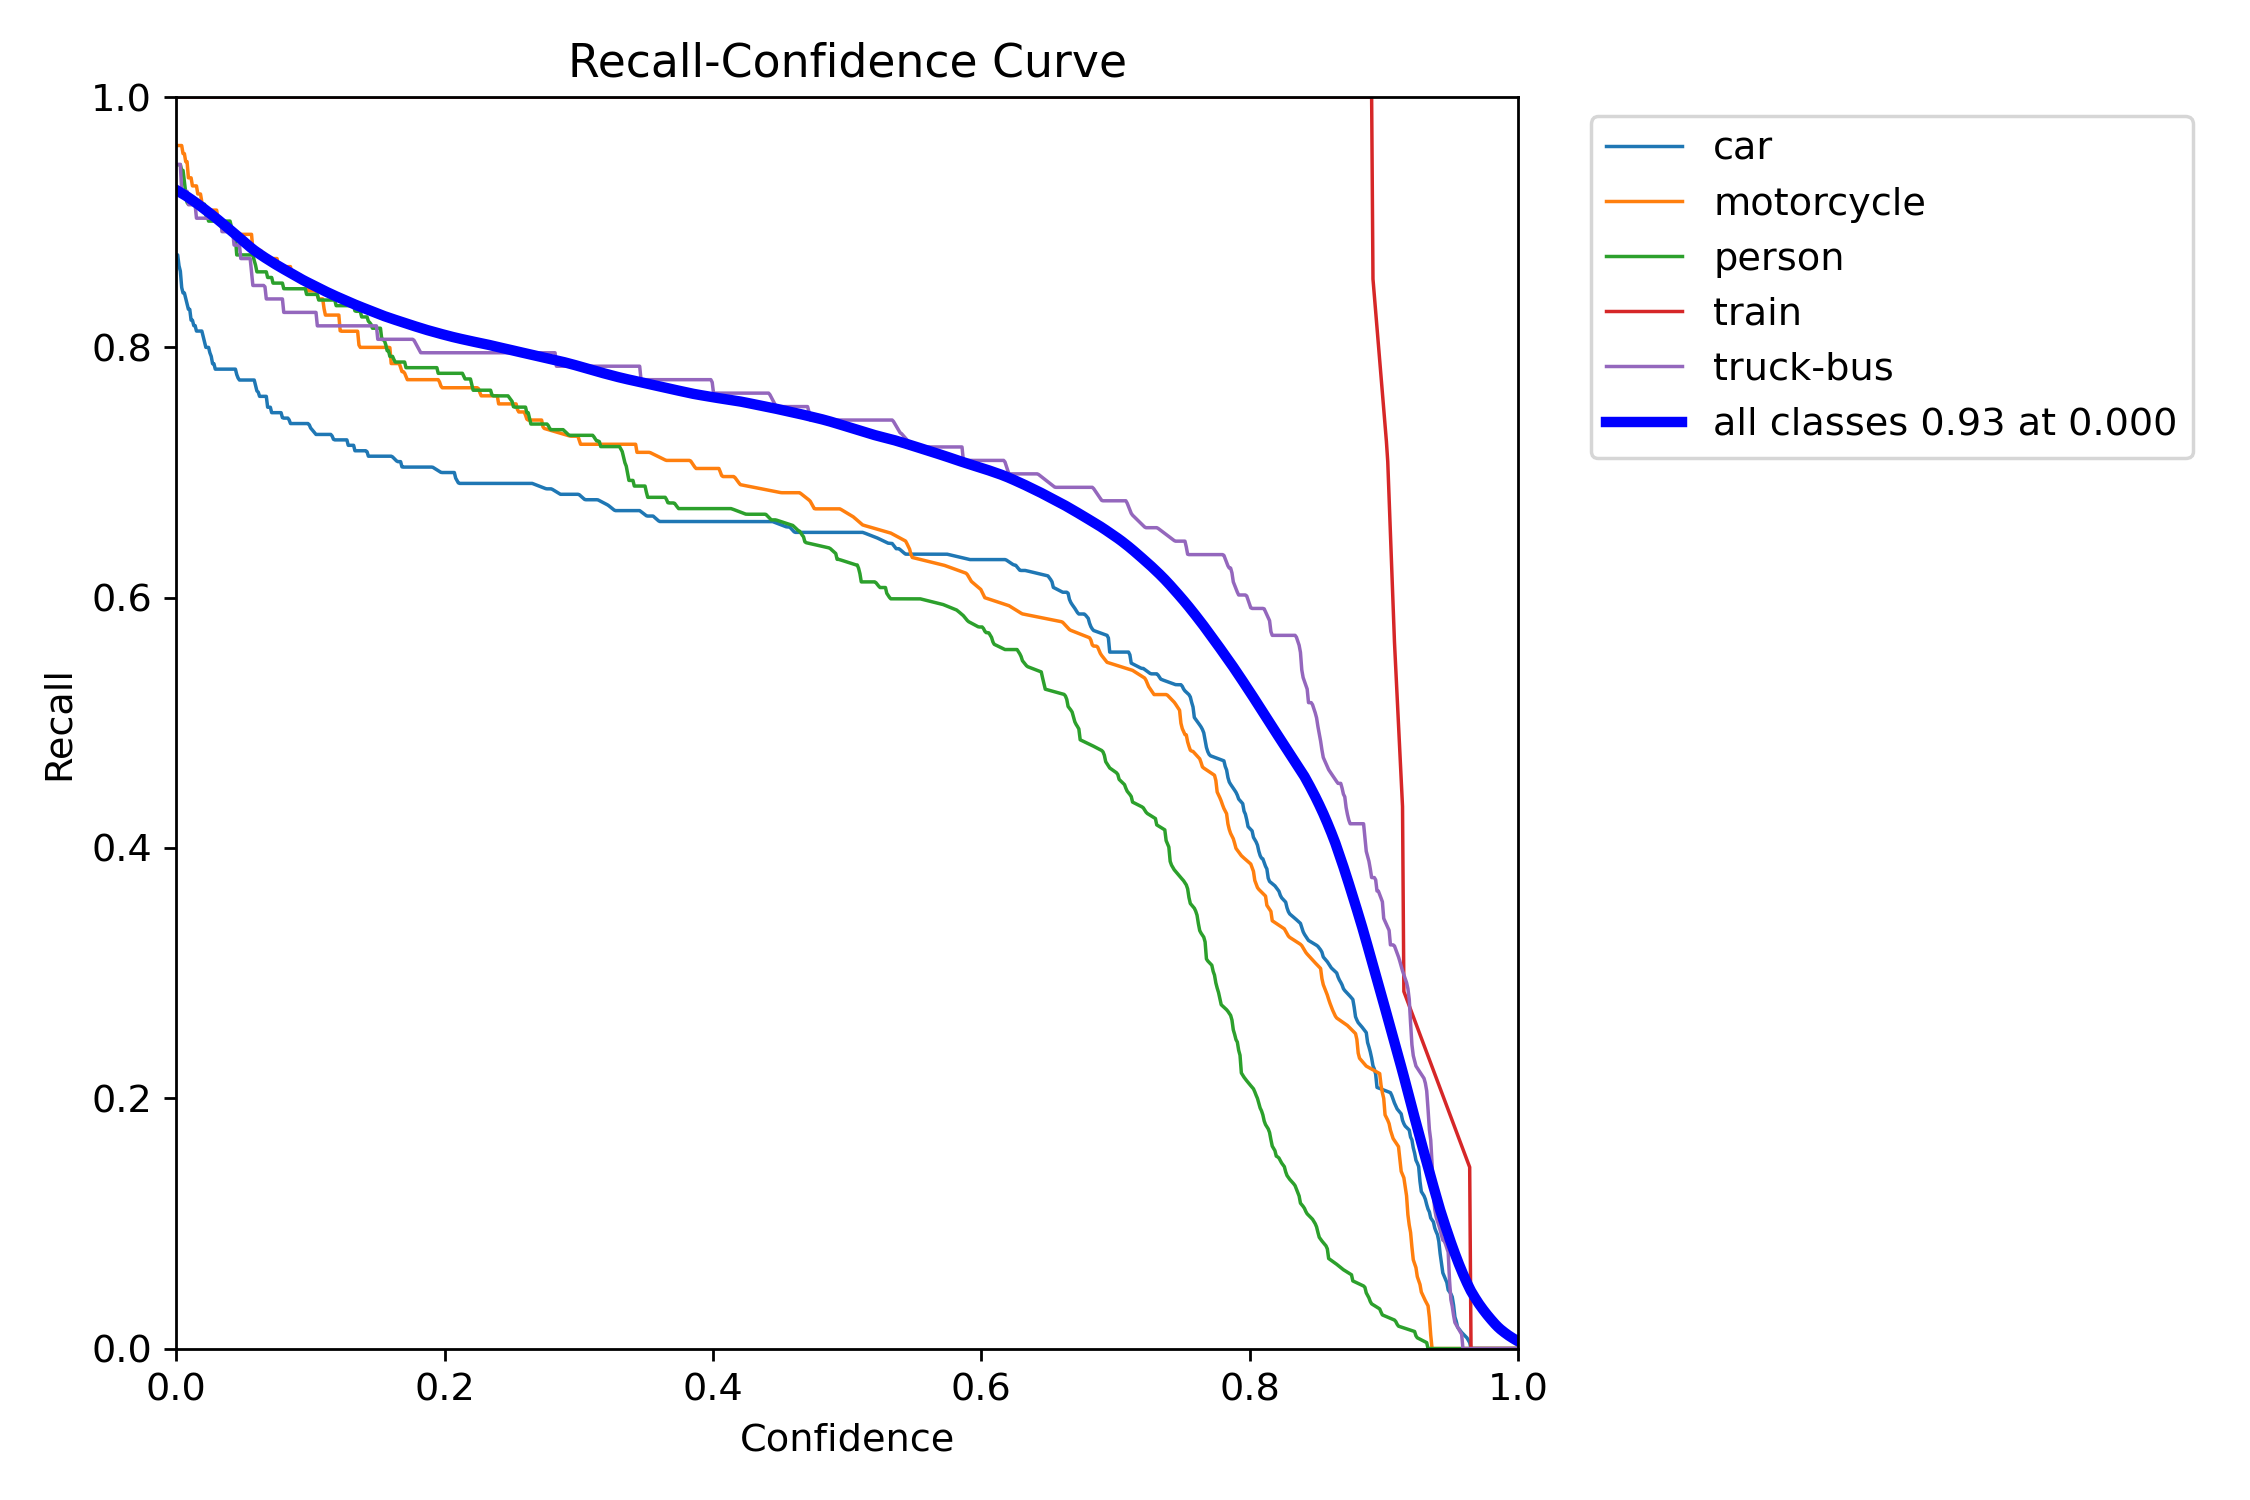 Recall-Confidence Curve
1.0
0.8
0.6
0.4
0.2
0.0
Recall
0.0 0.2 0.4 0.6 0.8 1.0
Confidence
car
motorcycle
person
train
truck-bus
all classes 0.93 at 0.000